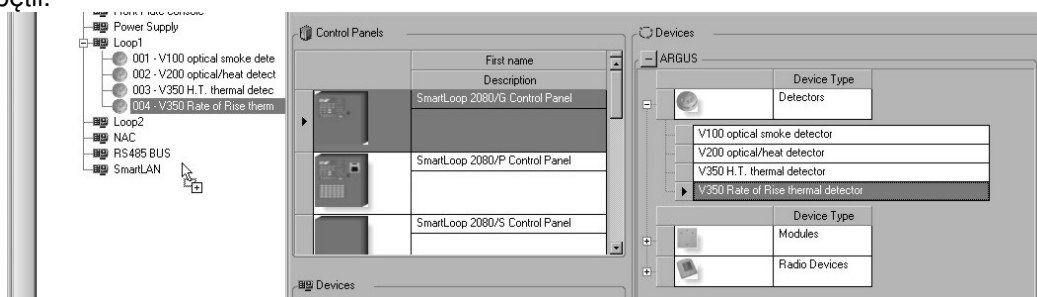 Front Plate Console
Power Supply
Loop1
001 - V100 optical smoke dete
002 - V200 optical/heat detect
003 - V350 H.T. thermal detec
004 - V350 Rate of Rise therm
Loop2
NAC
RS485 BUS
SmartLAN
Control Panels
First name
Description
SmartLoop 2080/G Control Panel
SmartLoop 2080/P Control Panel
SmartLoop 2080/S Control Panel
Devices
Devices
ARGUS
Device Type
Detectors
V100 optical smoke detector
V200 optical/heat detector
V350 H.T. thermal detector
V350 Rate of Rise thermal detector
Device Type
Modules
Radio Devices